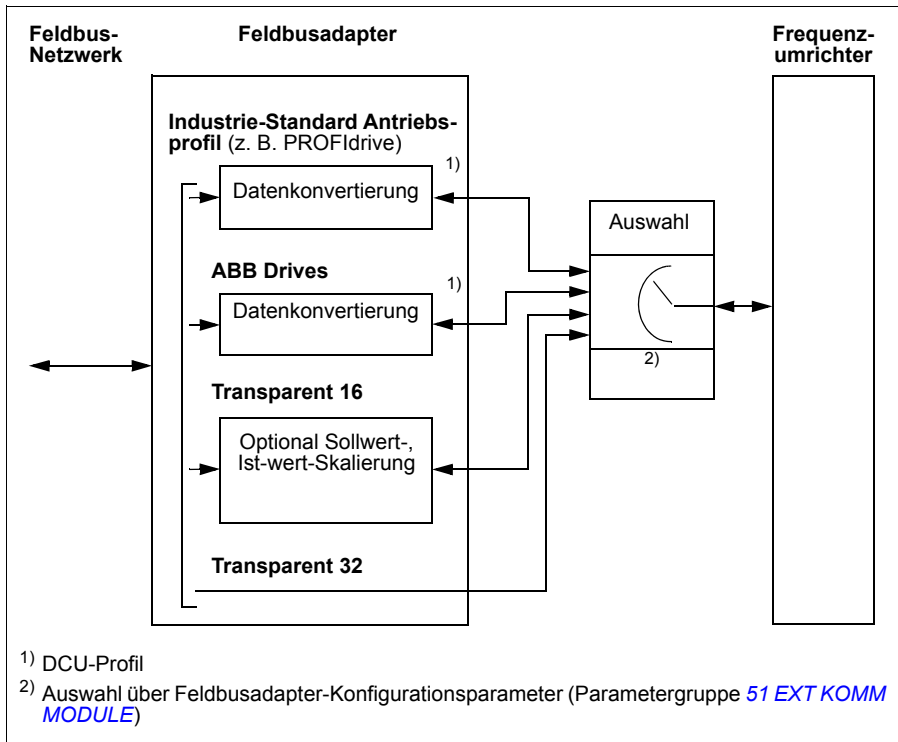 Feldbus-
Netzwerk
Feldbusadapter
Frequenz-
umrichter
Industrie-Standard Antriebs-
profil (z. B. PROFIdrive)
1)
Datenkonvertierung
Auswahl
ABB Drives
1)
Datenkonvertierung
2)
Transparent 16
Optional Sollwert-,
Ist-wert-Skalierung
Transparent 32
1) DCU-Profil
2) Auswahl über Feldbusadapter-Konfigurationsparameter (Parametergruppe 51 EXT KOMM
MODULE)